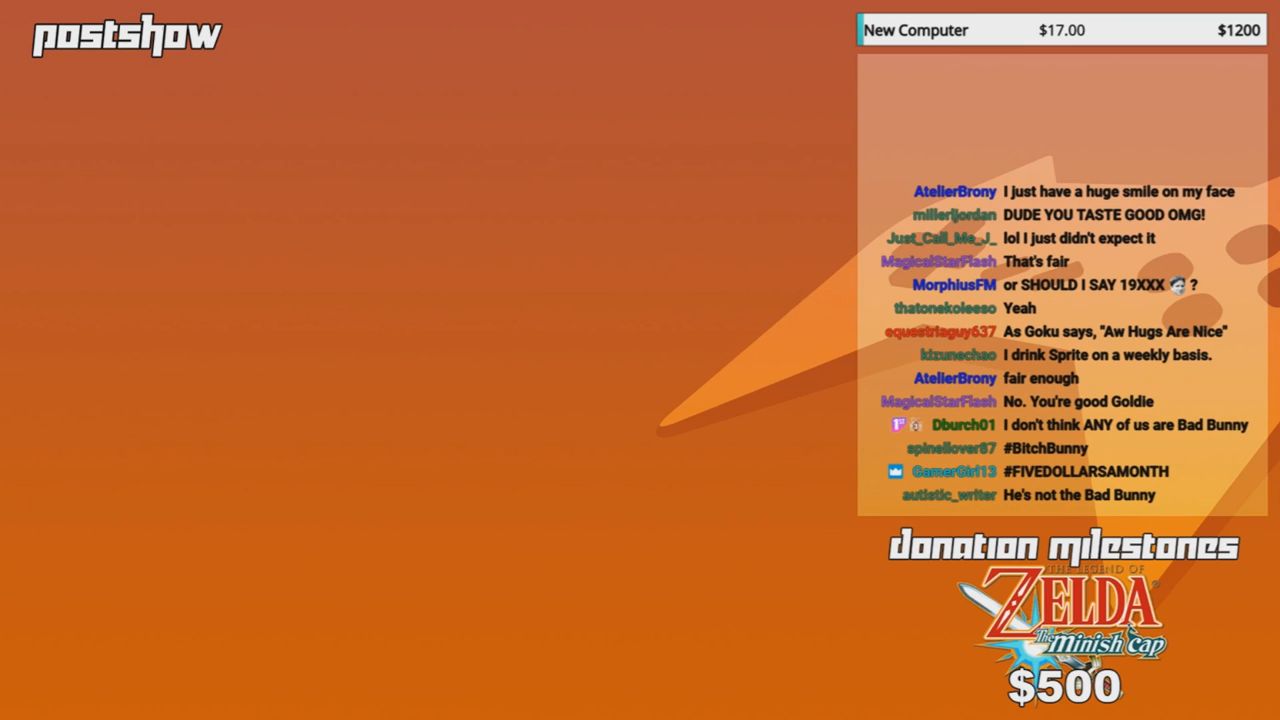 postshow
New Computer $17.00 $1200
AtelierBrony I just have a huge smile on my face
millerljordan DUDE YOU TASTE GOOD OMG!
Just_Call_Me_J_ lol I just didn't expect it
MagicalStarFlash That's fair
MorphiusFM or SHOULD I SAY 19XXX ?
thatonekoleeso Yeah
equestriaguy637 As Goku says, "Aw Hugs Are Nice"
kizunechao I drink Sprite on a weekly basis.
AtelierBrony fair enough
MagicalStarFlash No. You're good Goldie
Dburch01 I don't think ANY of us are Bad Bunny
spinellover87 #BitchBunny
GamerGirl13 #FIVEDOLLARSAMONTH
autistic_writer He's not the Bad Bunny
donation milestones
THE LEGEND OF
ZELDA
The Minish Cap
$500